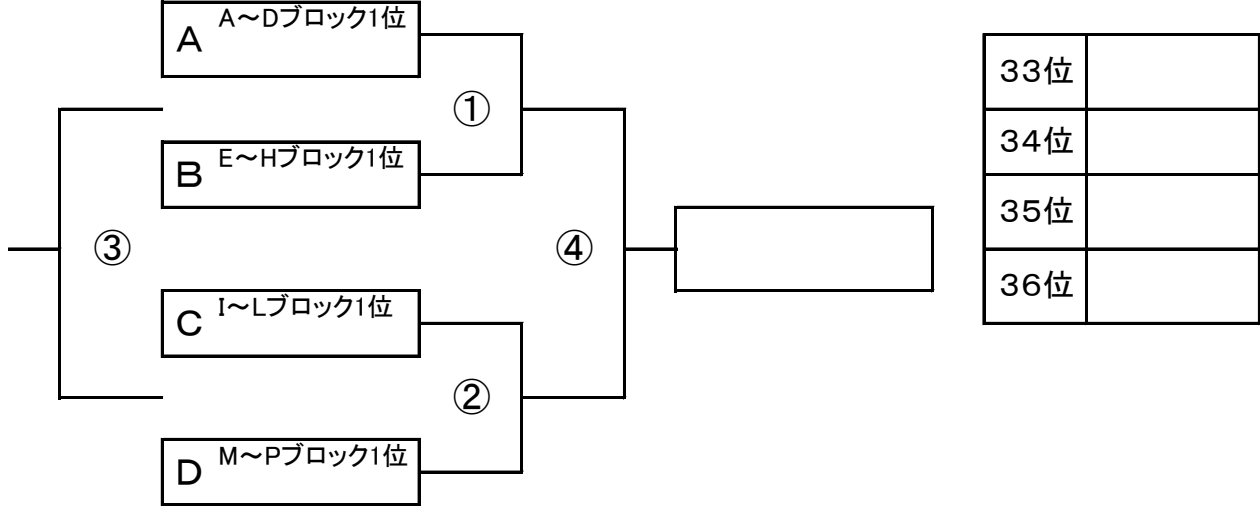 A A～Dブロック1位
①
B E～Hブロック1位
③
④
C I～Lブロック1位
②
D M～Pブロック1位
33位
34位
35位
36位